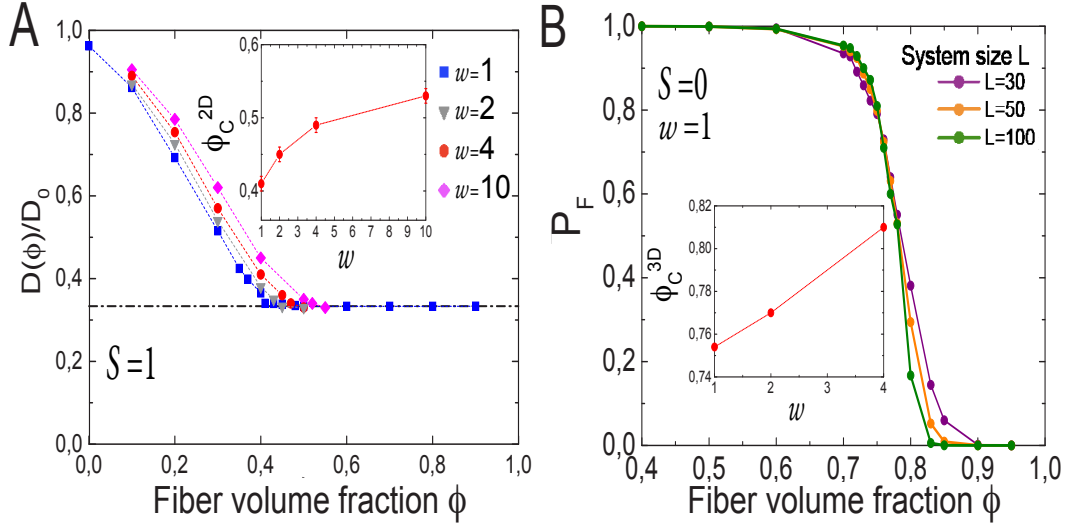 A
D(ϕ)/D₀
1,0
0,8
0,6
0,4
0,2
0,0
0,0 0,2 0,4 0,6 0,8 1,0
Fiber volume fraction ϕ
S=1
ϕ_C^2D
0,6
0,5
0,4
1 2 3 4 5 6 7 8 9 10
w
w=1
w=2
w=4
w=10
B
P_F
1,0
0,8
0,6
0,4
0,2
0,0
0,4 0,5 0,6 0,7 0,8 0,9 1,0
Fiber volume fraction ϕ
S=0
w=1
System size L
L=30
L=50
L=100
ϕ_C^3D
0,82
0,80
0,78
0,76
0,74
1 2 3 4
w